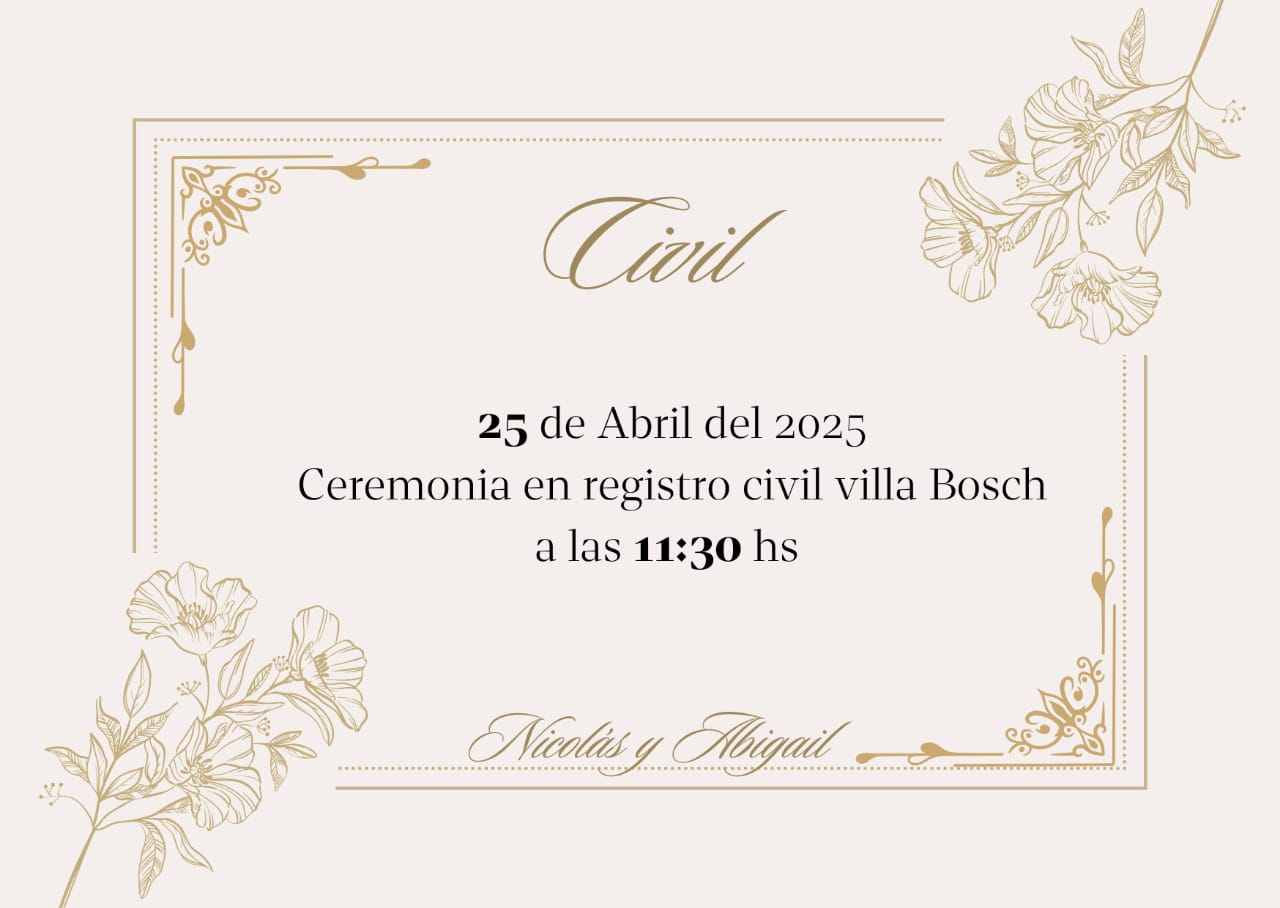 Civil
25 de Abril del 2025
Ceremonia en registro civil villa Bosch
a las 11:30 hs
Nicolás y Abigail